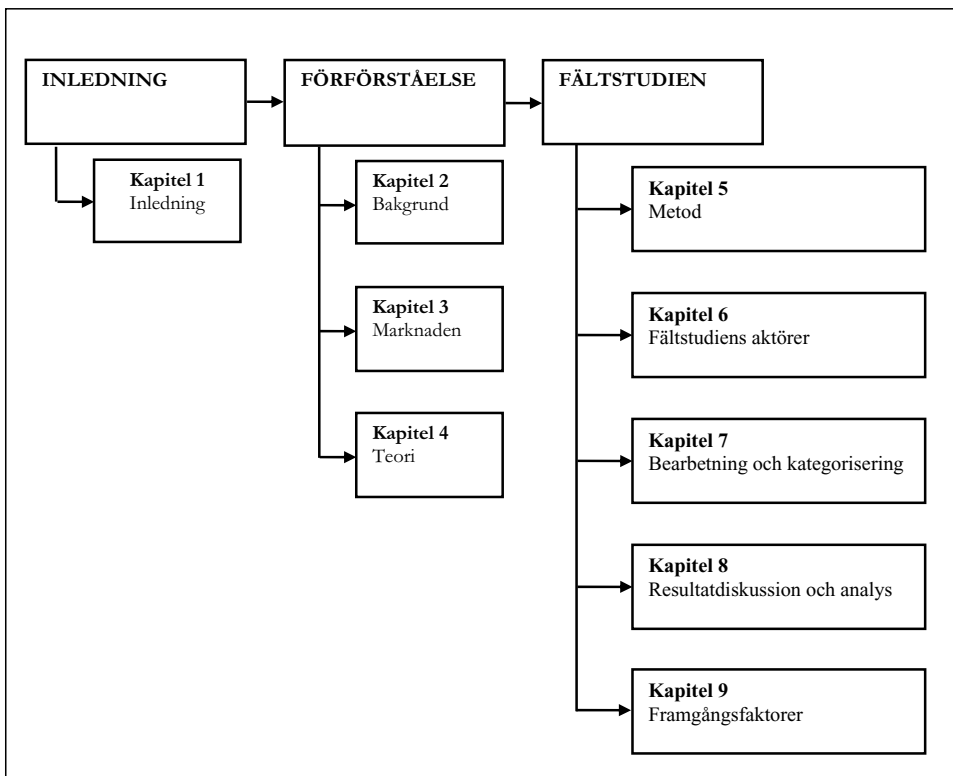 INLEDNING
Kapitel 1
Inledning
FÖRFÖRSTÅELSE
Kapitel 2
Bakgrund
Kapitel 3
Marknaden
Kapitel 4
Teori
FÄLTSTUDIEN
Kapitel 5
Metod
Kapitel 6
Fältstudiens aktörer
Kapitel 7
Bearbetning och kategorisering
Kapitel 8
Resultatdiskussion och analys
Kapitel 9
Framgångsfaktorer